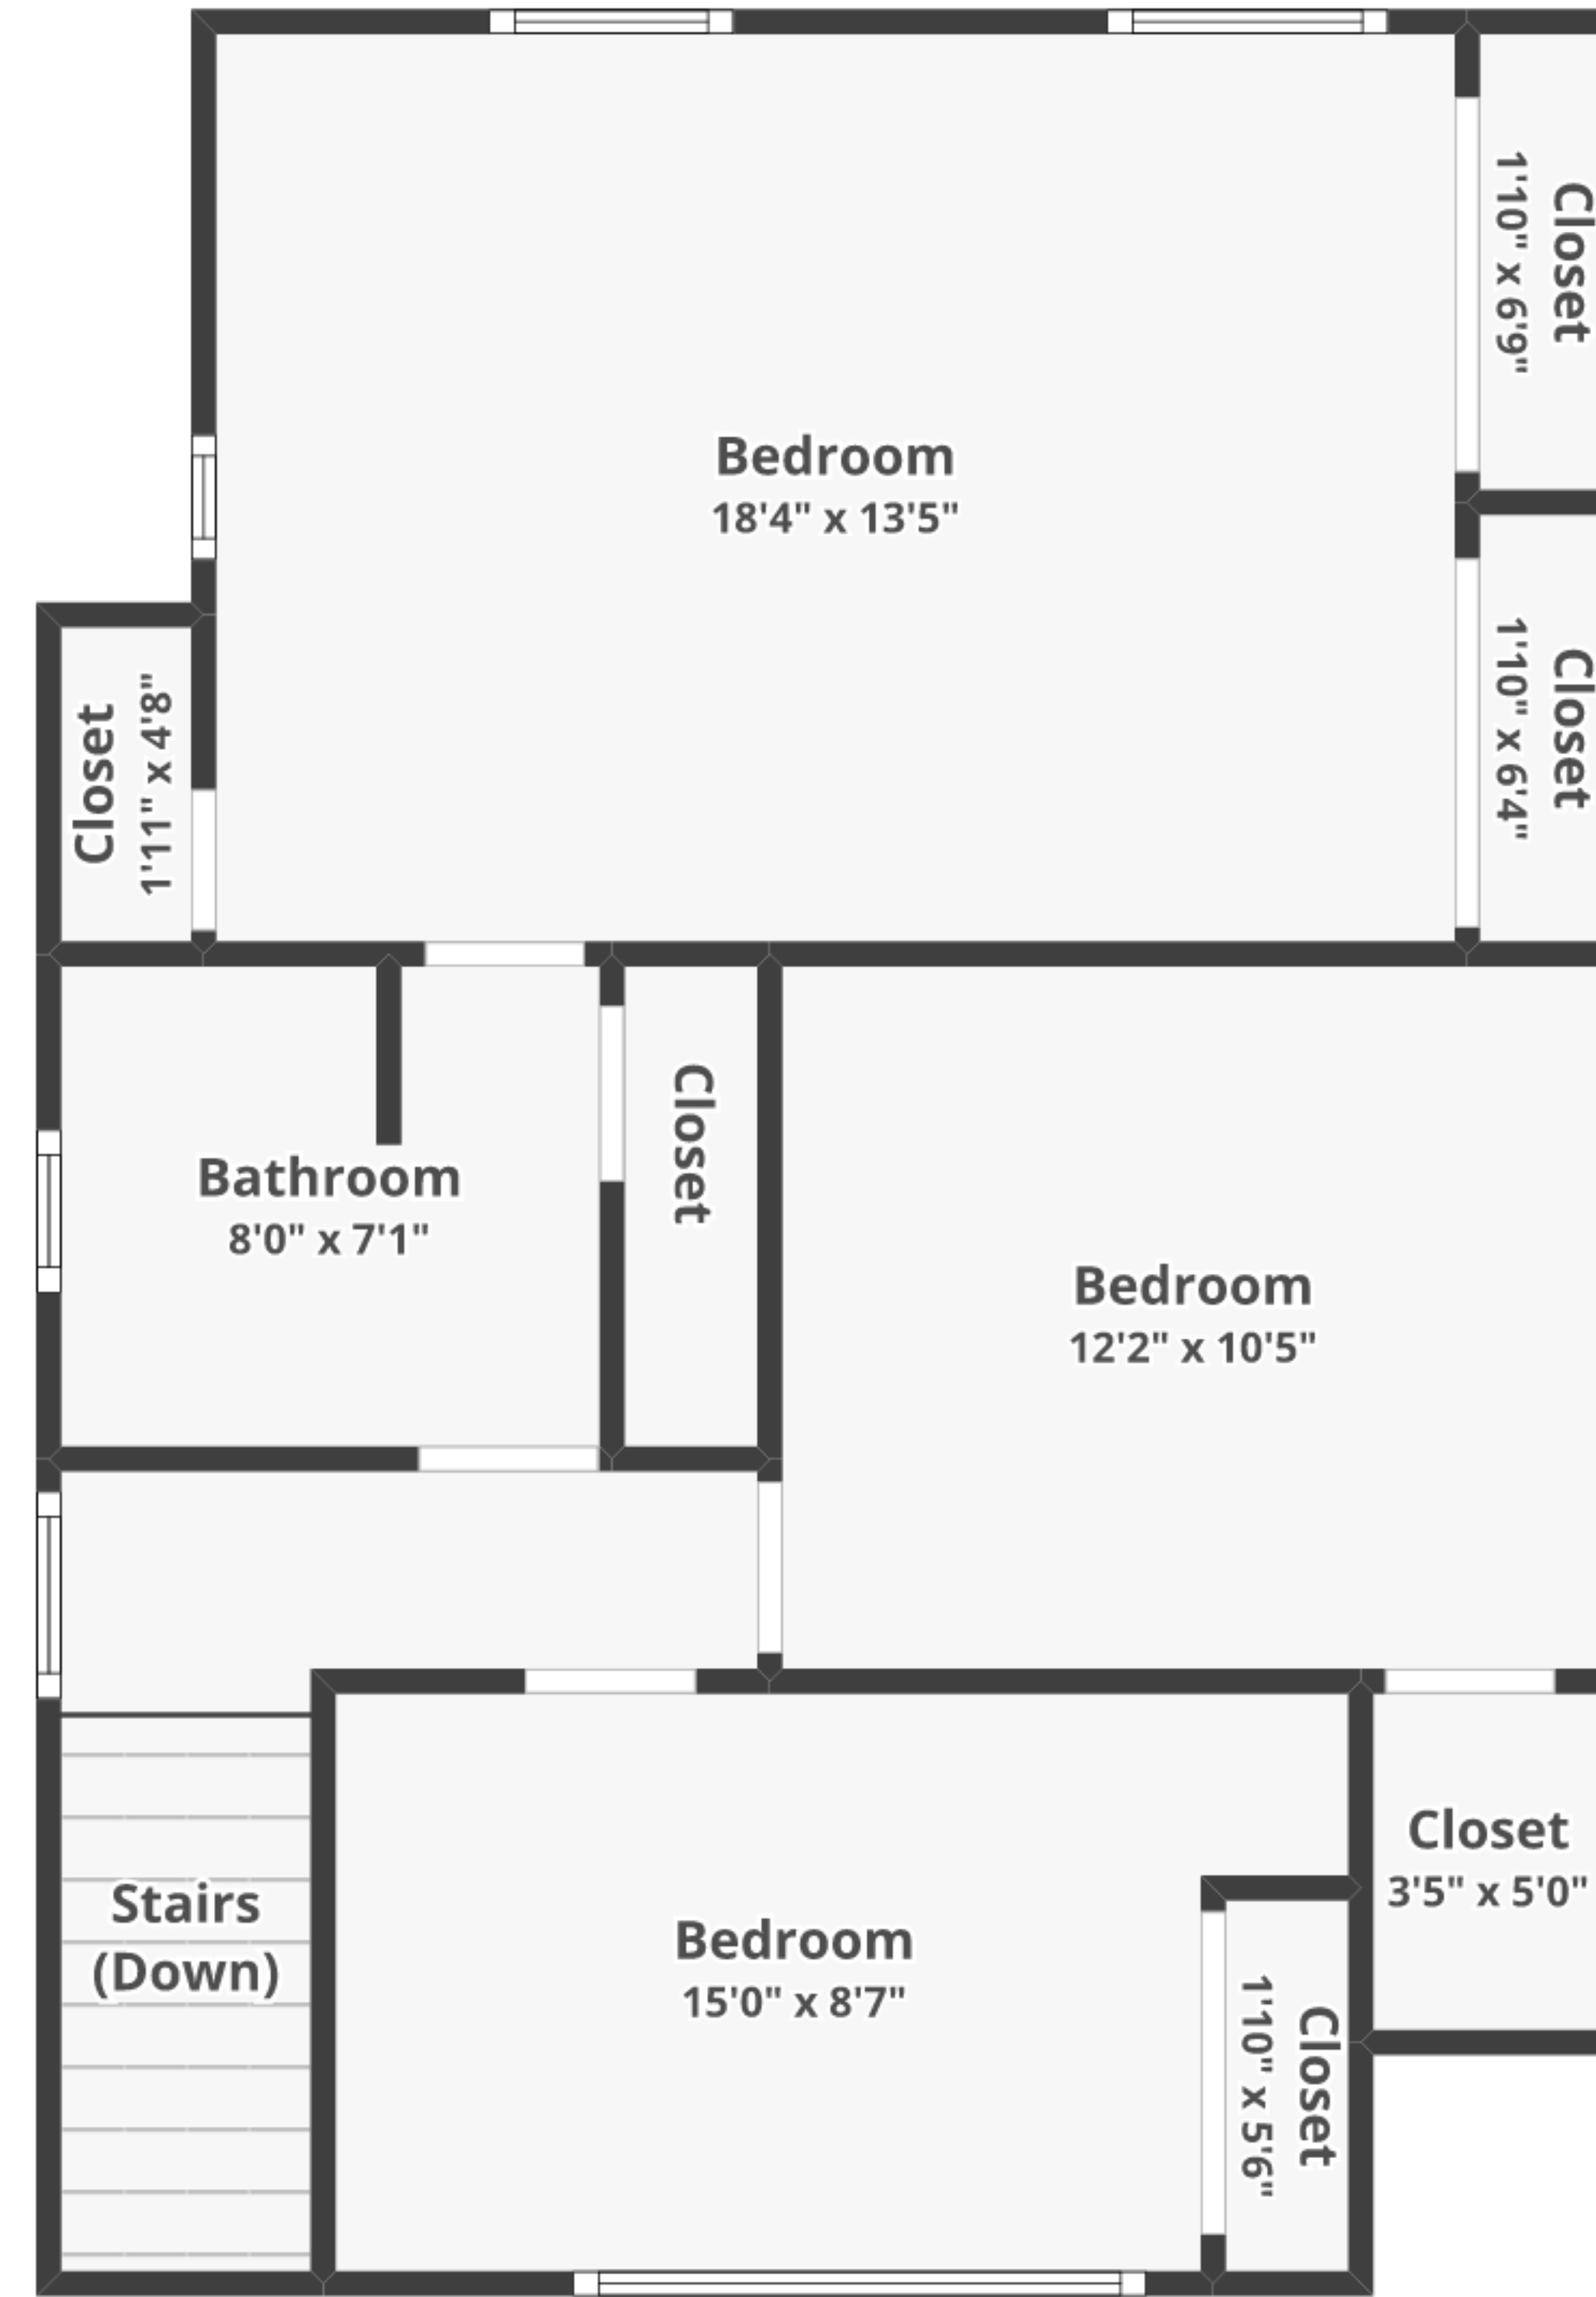 Bedroom
18'4" x 13'5"
Closet
1'10" x 6'9"
Closet
1'10" x 6'4"
Closet
1'11" x 4'8"
Bathroom
8'0" x 7'1"
Closet
Bedroom
12'2" x 10'5"
Stairs
(Down)
Bedroom
15'0" x 8'7"
Closet
3'5" x 5'0"
Closet
1'10" x 5'6"